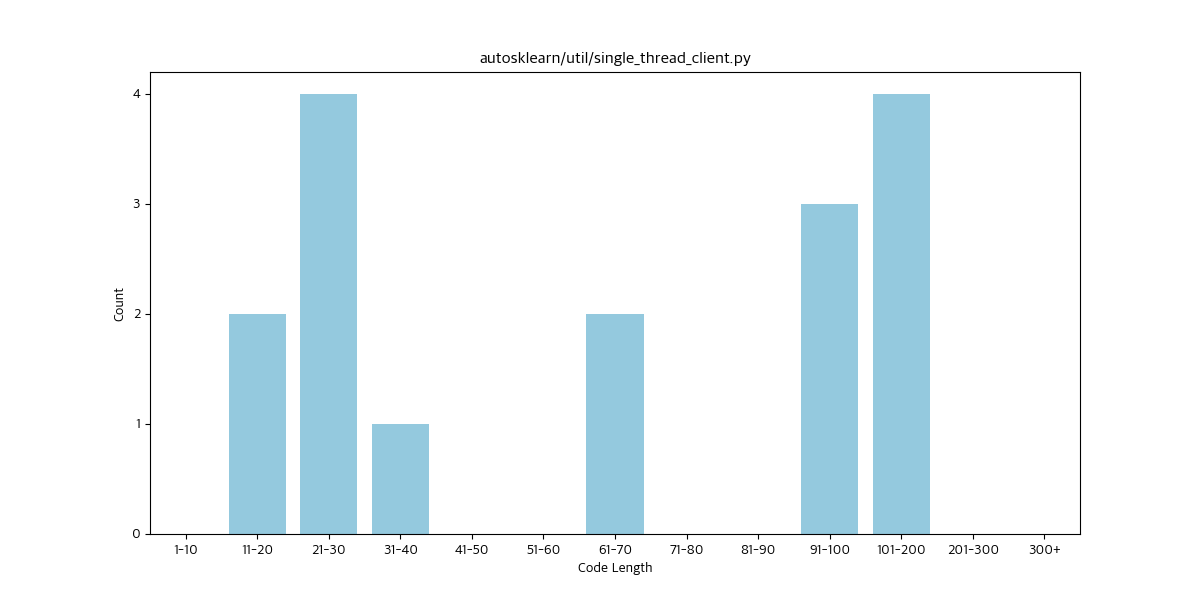 autosklearn/util/single_thread_client.py
Count
4
3
2
1
0
1-10 11-20 21-30 31-40 41-50 51-60 61-70 71-80 81-90 91-100 101-200 201-300 300+
Code Length